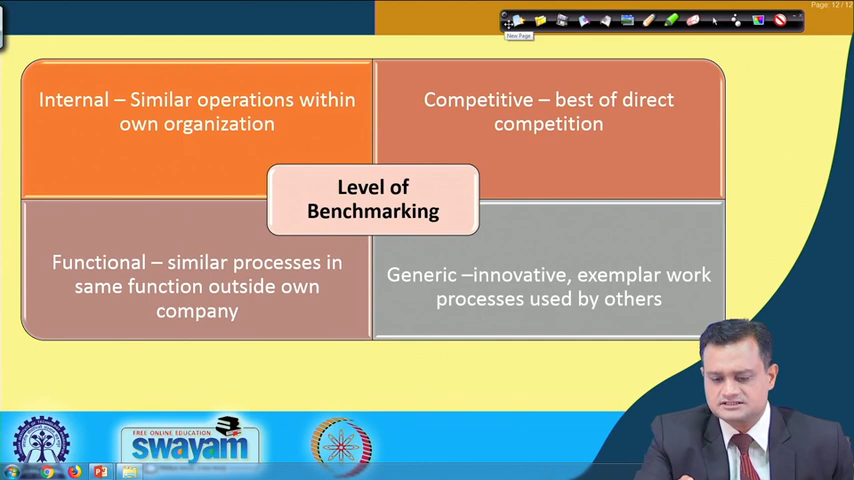 Page: 12 / 12
New Page
Internal – Similar operations within
own organization
Competitive – best of direct
competition
Level of
Benchmarking
Functional – similar processes in
same function outside own
company
Generic –innovative, exemplar work
processes used by others
FREE ONLINE EDUCATION
swayam